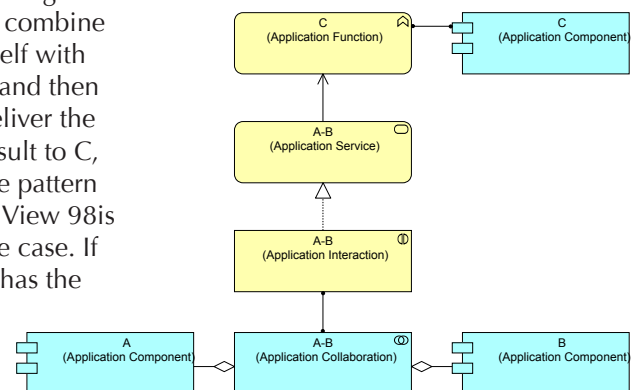 combine
elf with
and then
eliver the
sult to C,
e pattern
View 98is
e case. If
has the
C
(Application Function)
C
(Application Component)
A-B
(Application Service)
A-B
(Application Interaction)
A
(Application Component)
A-B
(Application Collaboration)
B
(Application Component)